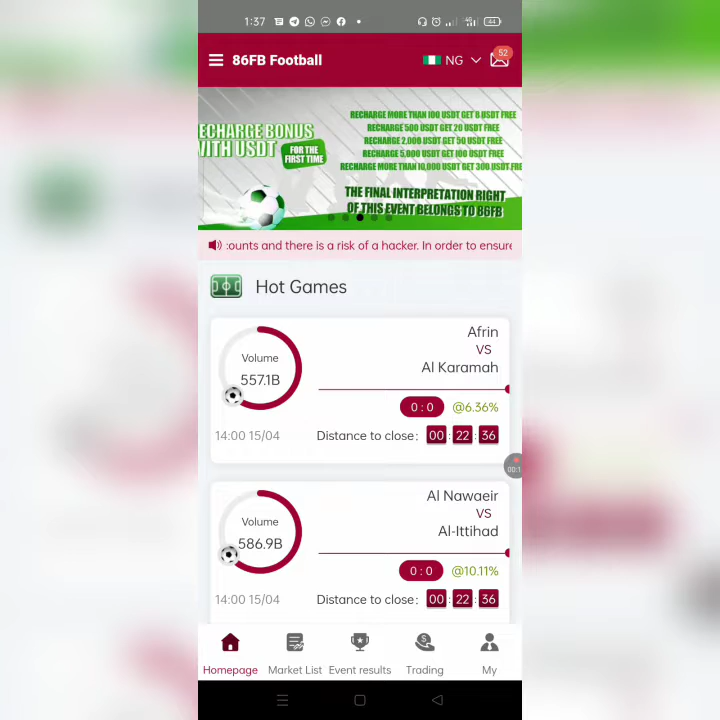 1:37
44
86FB Football
NG
52
ECHARGE BONUS
WITH USDT
FOR THE
FIRST TIME
RECHARGE MORE THAN 100 USDT GET 8 USDT FREE
RECHARGE 500 USDT GET 20 USDT FREE
RECHARGE 2,000 USDT GET 50 USDT FREE
RECHARGE 5,000 USDT GET 100 USDT FREE
RECHARGE MORE THAN 10,000 USDT GET 300 USDT FRE
THE FINAL INTERPRETATION RIGHT
OF THIS EVENT BELONGS TO 86FB
:ounts and there is a risk of a hacker. In order to ensure
Hot Games
Volume
557.1B
Afrin
VS
Al Karamah
0 : 0 @6.36%
14:00 15/04
Distance to close: 00 : 22 : 36
00:1
Volume
586.9B
Al Nawaeir
VS
Al-Ittihad
0 : 0 @10.11%
14:00 15/04
Distance to close: 00 : 22 : 36
Homepage
Market List
Event results
Trading
My